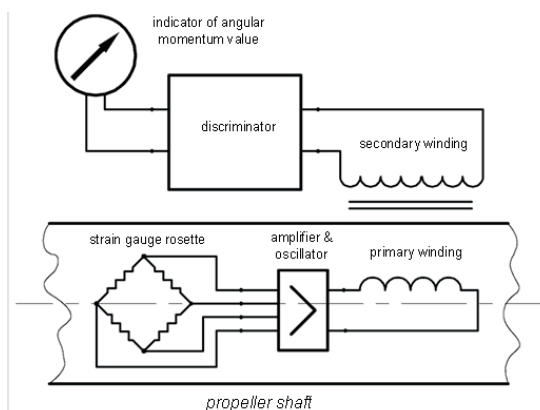 indicator of angular
momentum value
discriminator
secondary winding
strain gauge rosette
amplifier &
oscillator
primary winding
propeller shaft